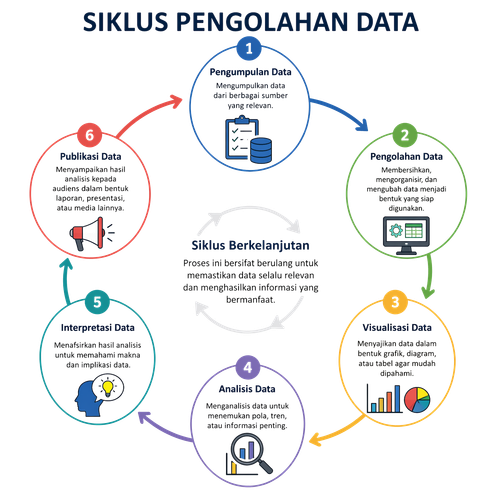 SIKLUS PENGOLAHAN DATA
1
Pengumpulan Data
Mengumpulkan data
dari berbagai sumber
yang relevan.
2
Pengolahan Data
Membersihkan,
mengorganisir, dan
mengubah data menjadi
bentuk yang siap
digunakan.
3
Visualisasi Data
Menyajikan data dalam
bentuk grafik, diagram,
atau tabel agar mudah
dipahami.
4
Analisis Data
Menganalisis data untuk
menemukan pola, tren,
atau informasi penting.
5
Interpretasi Data
Menafsirkan hasil analisis
untuk memahami makna
dan implikasi data.
6
Publikasi Data
Menyampaikan hasil
analisis kepada
audiens dalam bentuk
laporan, presentasi,
atau media lainnya.
Siklus Berkelanjutan
Proses ini bersifat berulang untuk
memastikan data selalu relevan
dan menghasilkan informasi yang
bermanfaat.